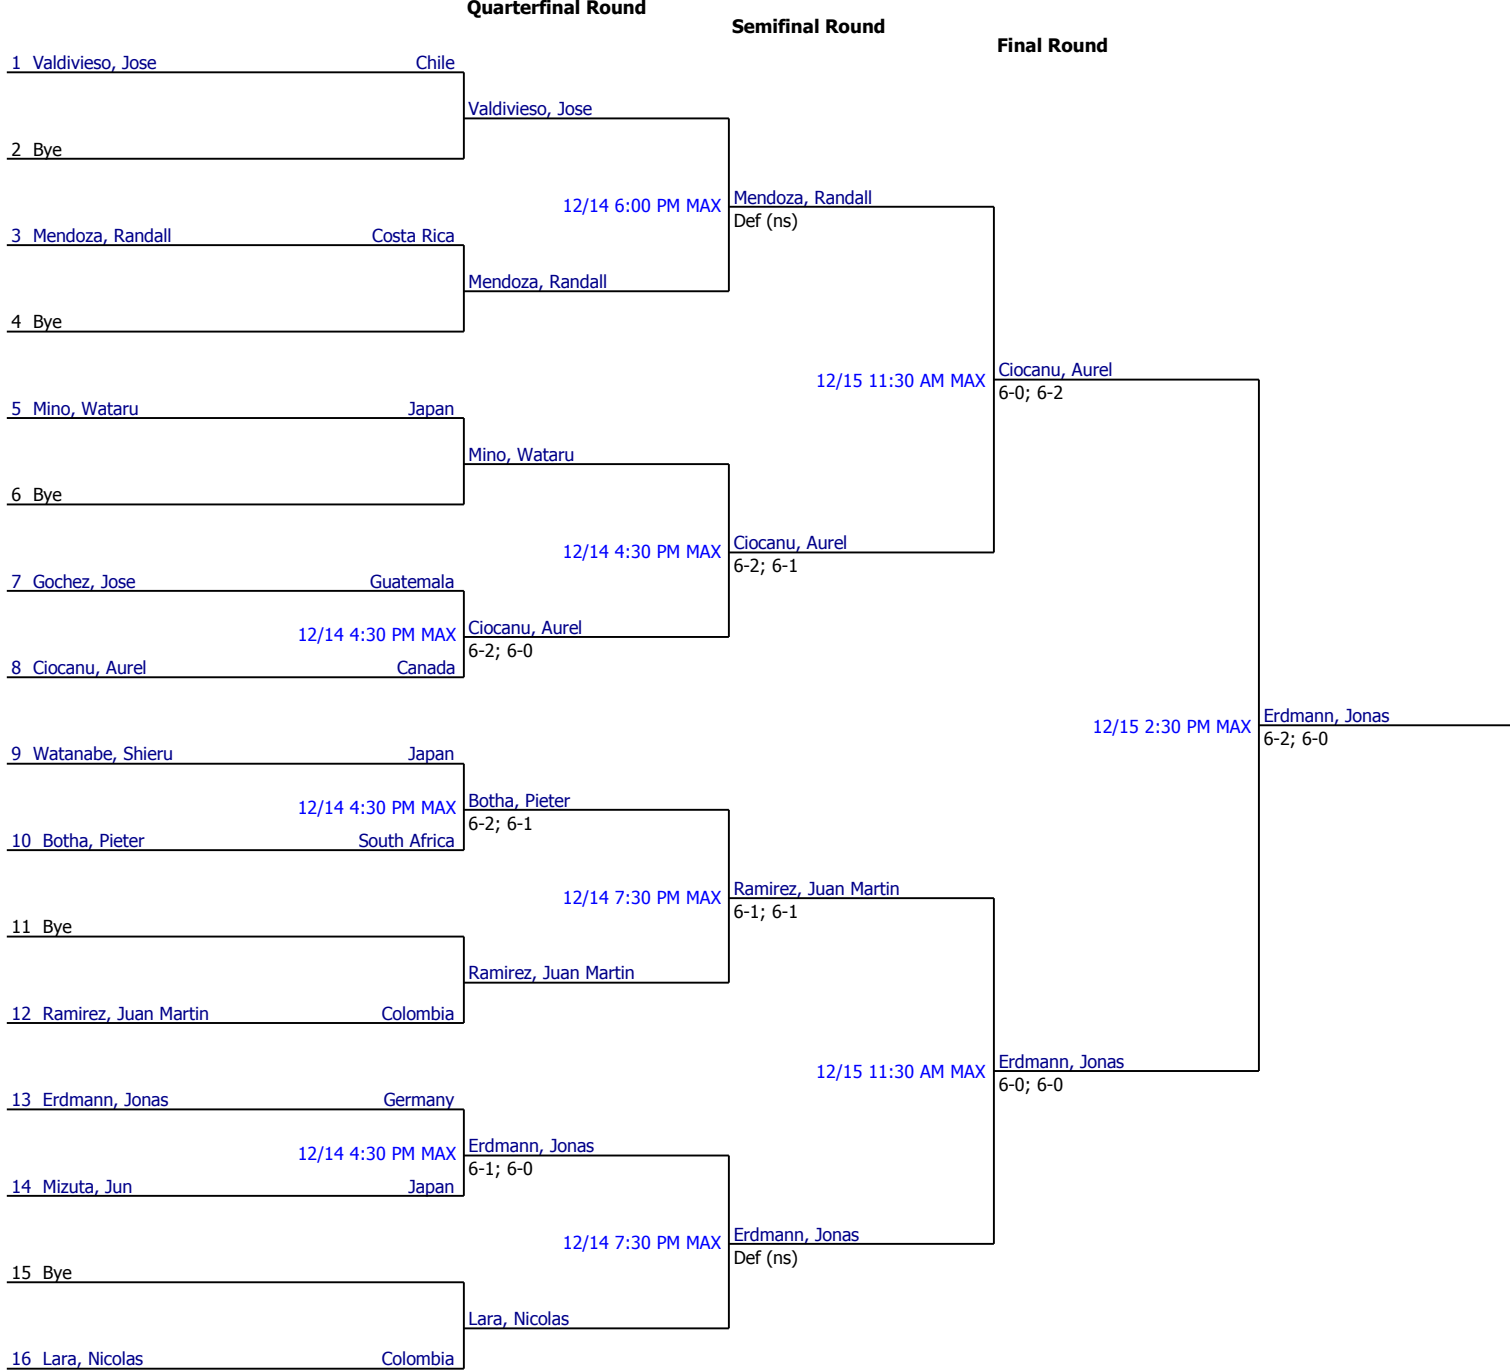 Quarterfinal Round
Semifinal Round
Final Round
1 Valdivieso, Jose Chile
Valdivieso, Jose
2 Bye
12/14 6:00 PM MAX Mendoza, Randall
Def (ns)
3 Mendoza, Randall Costa Rica
Mendoza, Randall
4 Bye
12/15 11:30 AM MAX Ciocanu, Aurel
6-0; 6-2
5 Mino, Wataru Japan
Mino, Wataru
6 Bye
12/14 4:30 PM MAX Ciocanu, Aurel
6-2; 6-1
7 Gochez, Jose Guatemala
12/14 4:30 PM MAX Ciocanu, Aurel
6-2; 6-0
8 Ciocanu, Aurel Canada
12/15 2:30 PM MAX Erdmann, Jonas
6-2; 6-0
9 Watanabe, Shieru Japan
12/14 4:30 PM MAX Botha, Pieter
6-2; 6-1
10 Botha, Pieter South Africa
12/14 7:30 PM MAX Ramirez, Juan Martin
6-1; 6-1
11 Bye
Ramirez, Juan Martin
12 Ramirez, Juan Martin Colombia
12/15 11:30 AM MAX Erdmann, Jonas
6-0; 6-0
13 Erdmann, Jonas Germany
12/14 4:30 PM MAX Erdmann, Jonas
6-1; 6-0
14 Mizuta, Jun Japan
12/14 7:30 PM MAX Erdmann, Jonas
Def (ns)
15 Bye
Lara, Nicolas
16 Lara, Nicolas Colombia